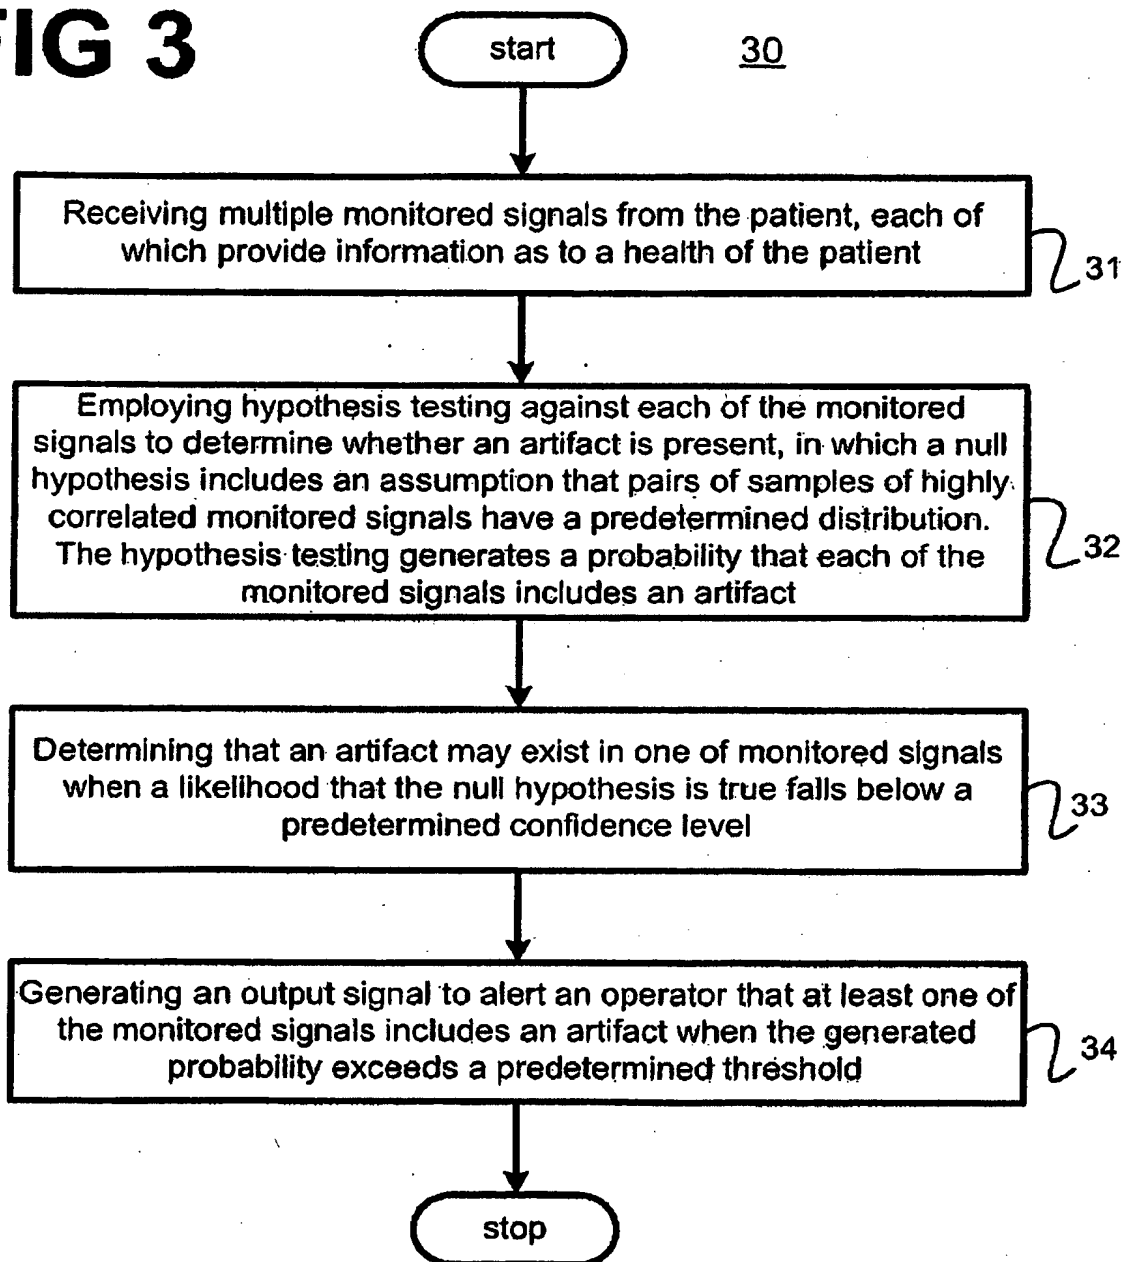 FIG 3
start
30
Receiving multiple monitored signals from the patient, each of
which provide information as to a health of the patient
31
Employing hypothesis testing against each of the monitored
signals to determine whether an artifact is present, in which a null
hypothesis includes an assumption that pairs of samples of highly
correlated monitored signals have a predetermined distribution.
The hypothesis testing generates a probability that each of the
monitored signals includes an artifact
32
Determining that an artifact may exist in one of monitored signals
when a likelihood that the null hypothesis is true falls below a
predetermined confidence level
33
Generating an output signal to alert an operator that at least one of
the monitored signals includes an artifact when the generated
probability exceeds a predetermined threshold
34
stop